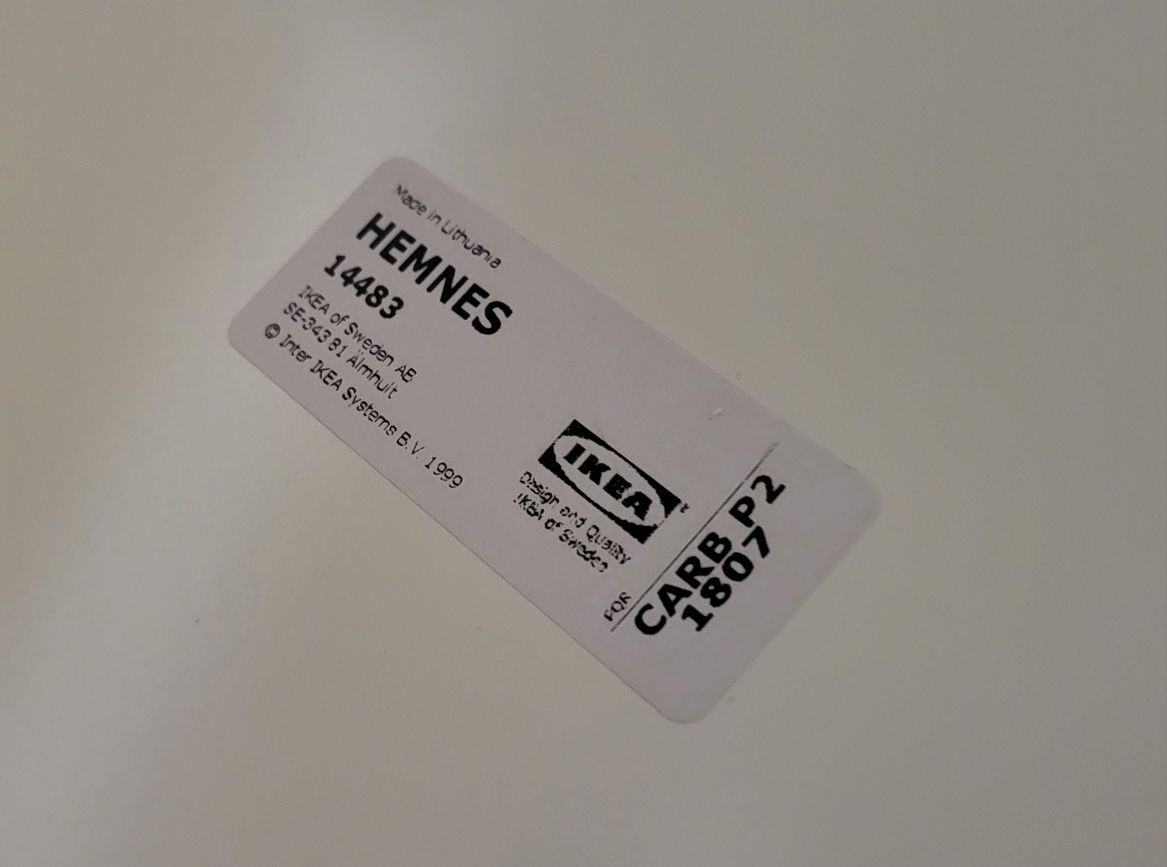 Made in Lithuania
HEMNES
14483
IKEA of Sweden AB
SE-343 81 Älmhult
© Inter IKEA Systems B.V. 1999
IKEA
Design and Quality
IKEA of Sweden
PQR
CARB P2
1807